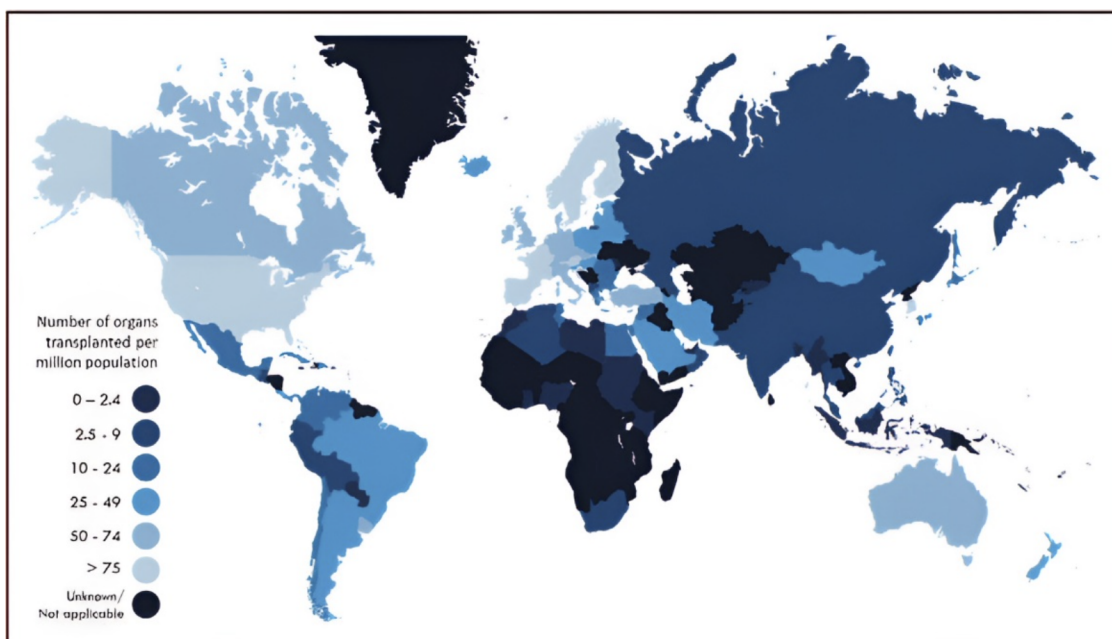 Number of organs
transplanted per
million population
0 – 2.4
2.5 - 9
10 - 24
25 - 49
50 - 74
> 75
Unknown/
Not applicable